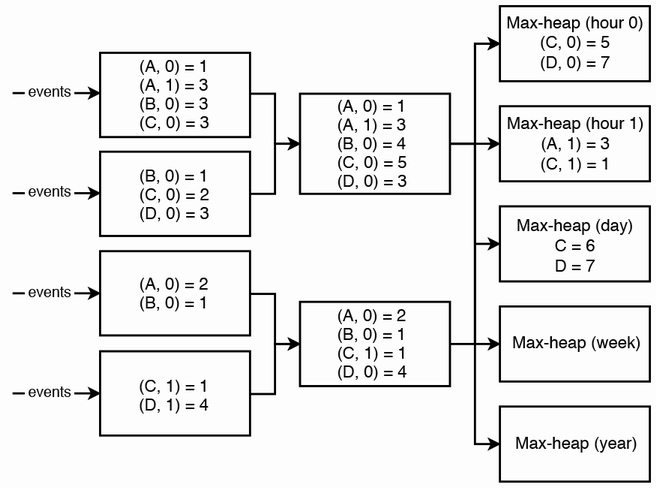 events
(A, 0) = 1
(A, 1) = 3
(B, 0) = 3
(C, 0) = 3
events
(B, 0) = 1
(C, 0) = 2
(D, 0) = 3
events
(A, 0) = 2
(B, 0) = 1
events
(C, 1) = 1
(D, 1) = 4
(A, 0) = 1
(A, 1) = 3
(B, 0) = 4
(C, 0) = 5
(D, 0) = 3
(A, 0) = 2
(B, 0) = 1
(C, 1) = 1
(D, 0) = 4
Max-heap (hour 0)
(C, 0) = 5
(D, 0) = 7
Max-heap (hour 1)
(A, 1) = 3
(C, 1) = 1
Max-heap (day)
C = 6
D = 7
Max-heap (week)
Max-heap (year)